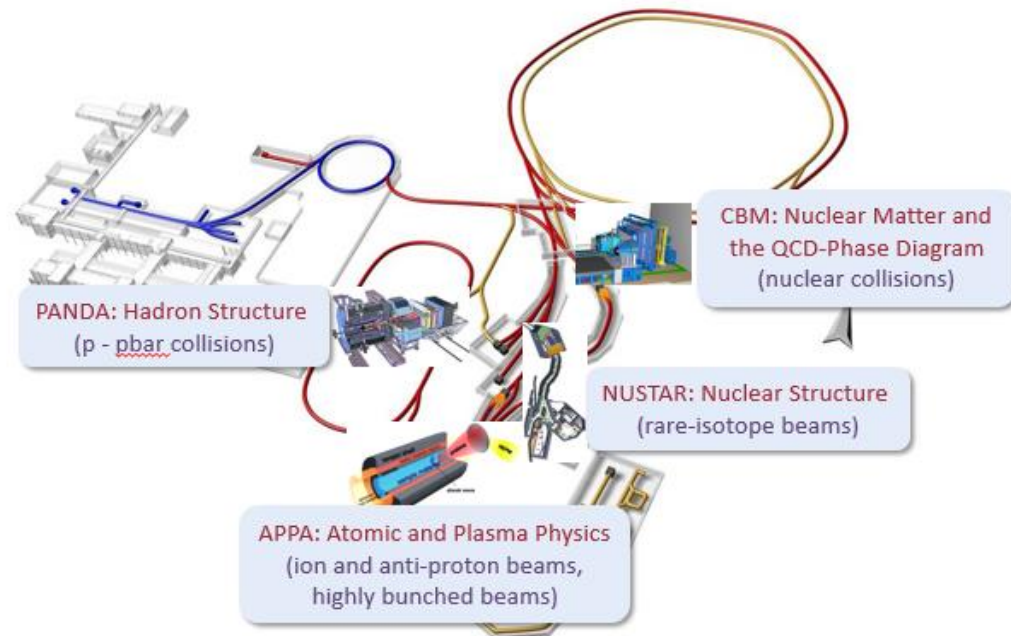 CBM: Nuclear Matter and
the QCD-Phase Diagram
(nuclear collisions)
PANDA: Hadron Structure
(p - pbar collisions)
NUSTAR: Nuclear Structure
(rare-isotope beams)
APPA: Atomic and Plasma Physics
(ion and anti-proton beams,
highly bunched beams)